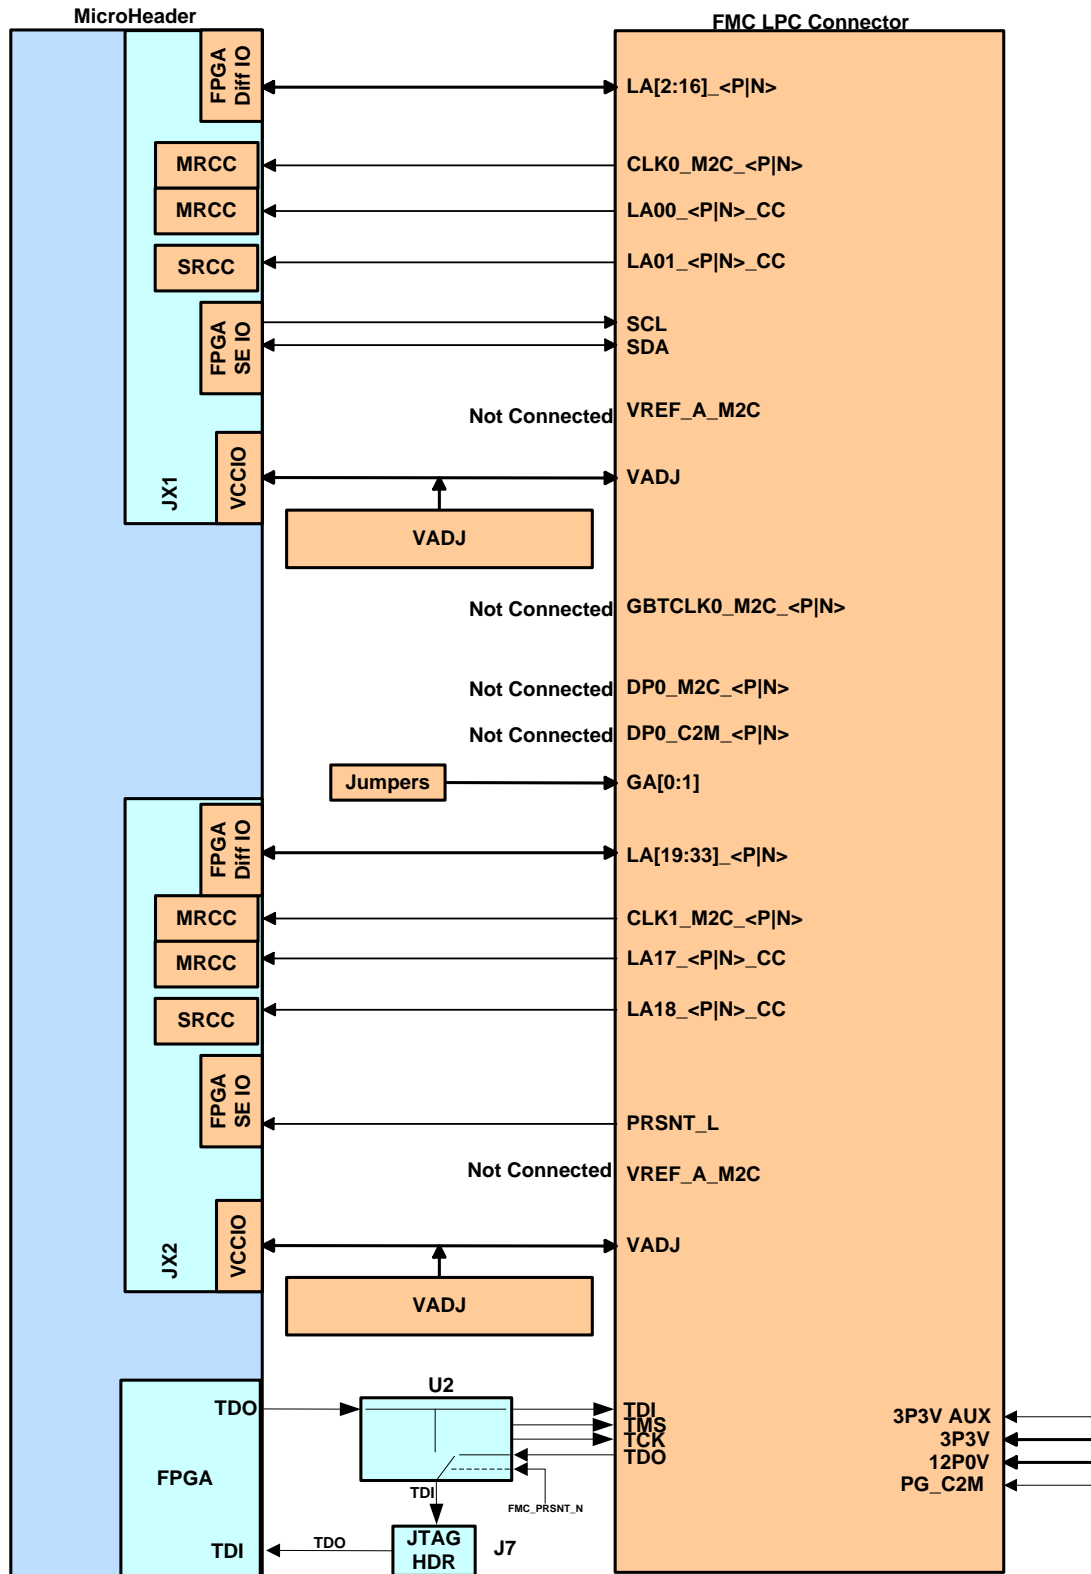 MicroHeader
FMC LPC Connector
FPGA
Diff IO
LA[2:16]_<P|N>
MRCC
CLK0_M2C_<P|N>
MRCC
LA00_<P|N>_CC
SRCC
LA01_<P|N>_CC
FPGA
SE IO
SCL
SDA
Not Connected
VREF_A_M2C
JX1
VCCIO
VADJ
VADJ
Not Connected
GBTCLK0_M2C_<P|N>
Not Connected
DP0_M2C_<P|N>
Not Connected
DP0_C2M_<P|N>
Jumpers
GA[0:1]
FPGA
Diff IO
LA[19:33]_<P|N>
MRCC
CLK1_M2C_<P|N>
MRCC
LA17_<P|N>_CC
SRCC
LA18_<P|N>_CC
FPGA
SE IO
PRSNT_L
Not Connected
VREF_A_M2C
JX2
VCCIO
VADJ
VADJ
U2
TDO
TDI
TMS
TCK
TDO
3P3V AUX
3P3V
12P0V
PG_C2M
FPGA
TDI
FMC_PRSNT_N
TDI
TDO
JTAG
HDR
J7